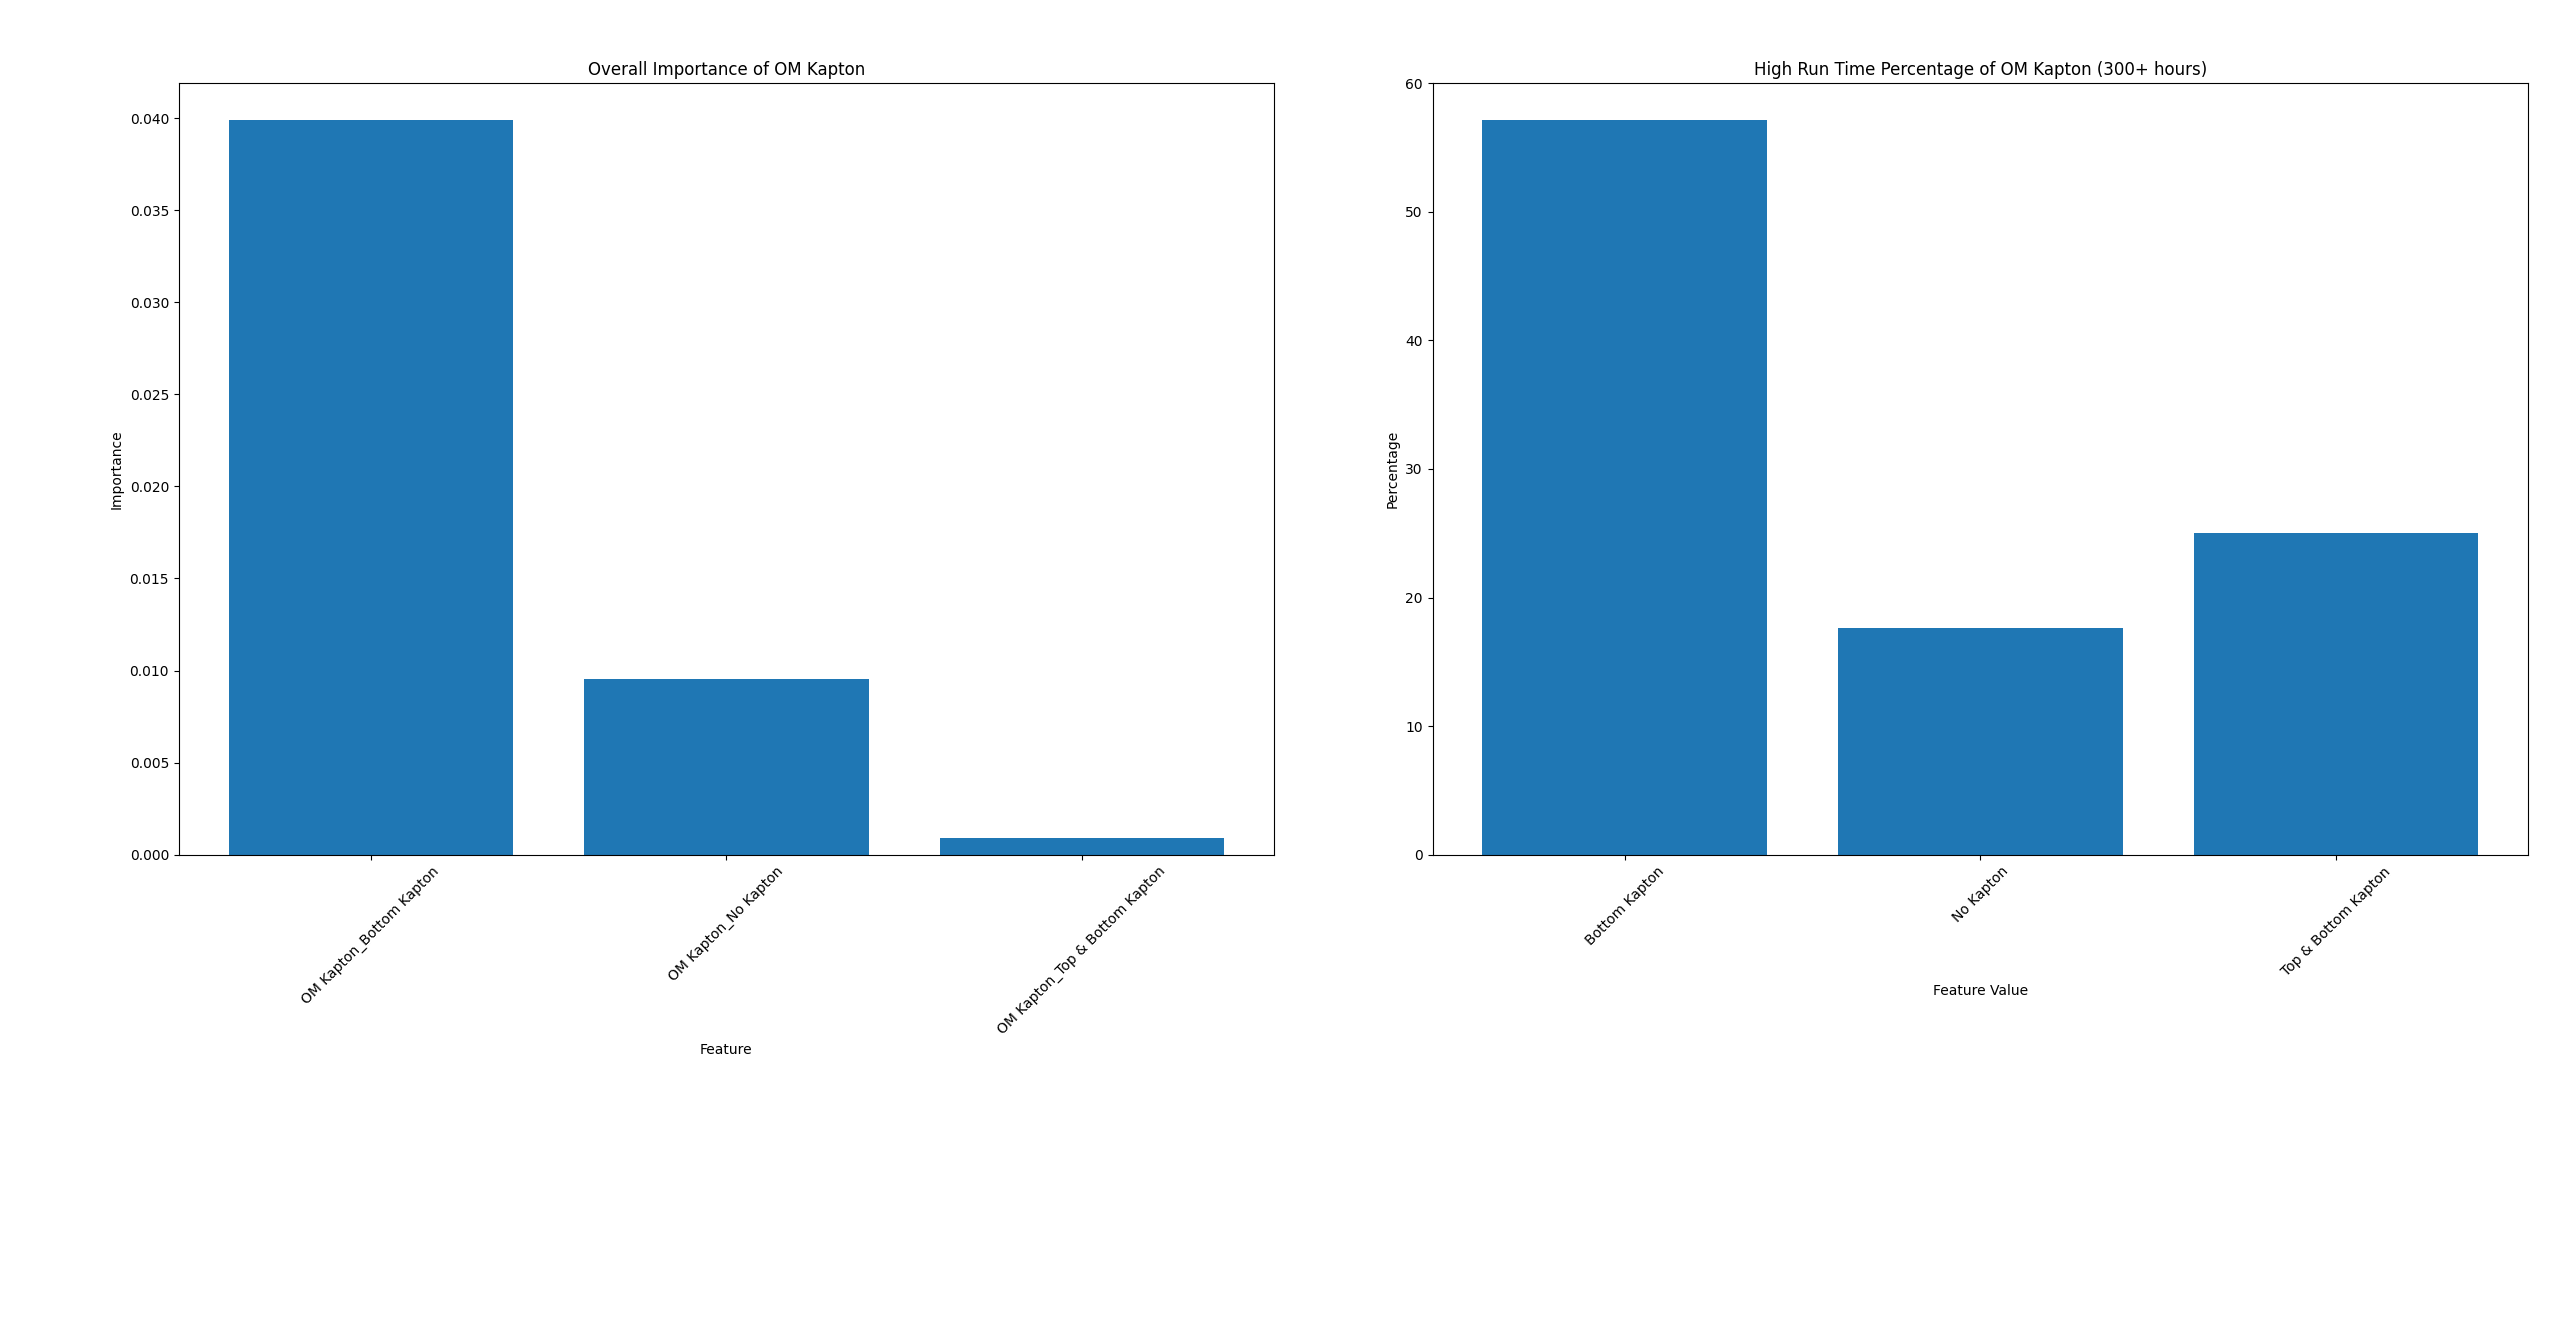 Overall Importance of OM Kapton
Importance
0.040
0.035
0.030
0.025
0.020
0.015
0.010
0.005
0.000
OM Kapton_Bottom Kapton
OM Kapton_No Kapton
OM Kapton_Top & Bottom Kapton
Feature
High Run Time Percentage of OM Kapton (300+ hours)
Percentage
60
50
40
30
20
10
0
Bottom Kapton
No Kapton
Top & Bottom Kapton
Feature Value